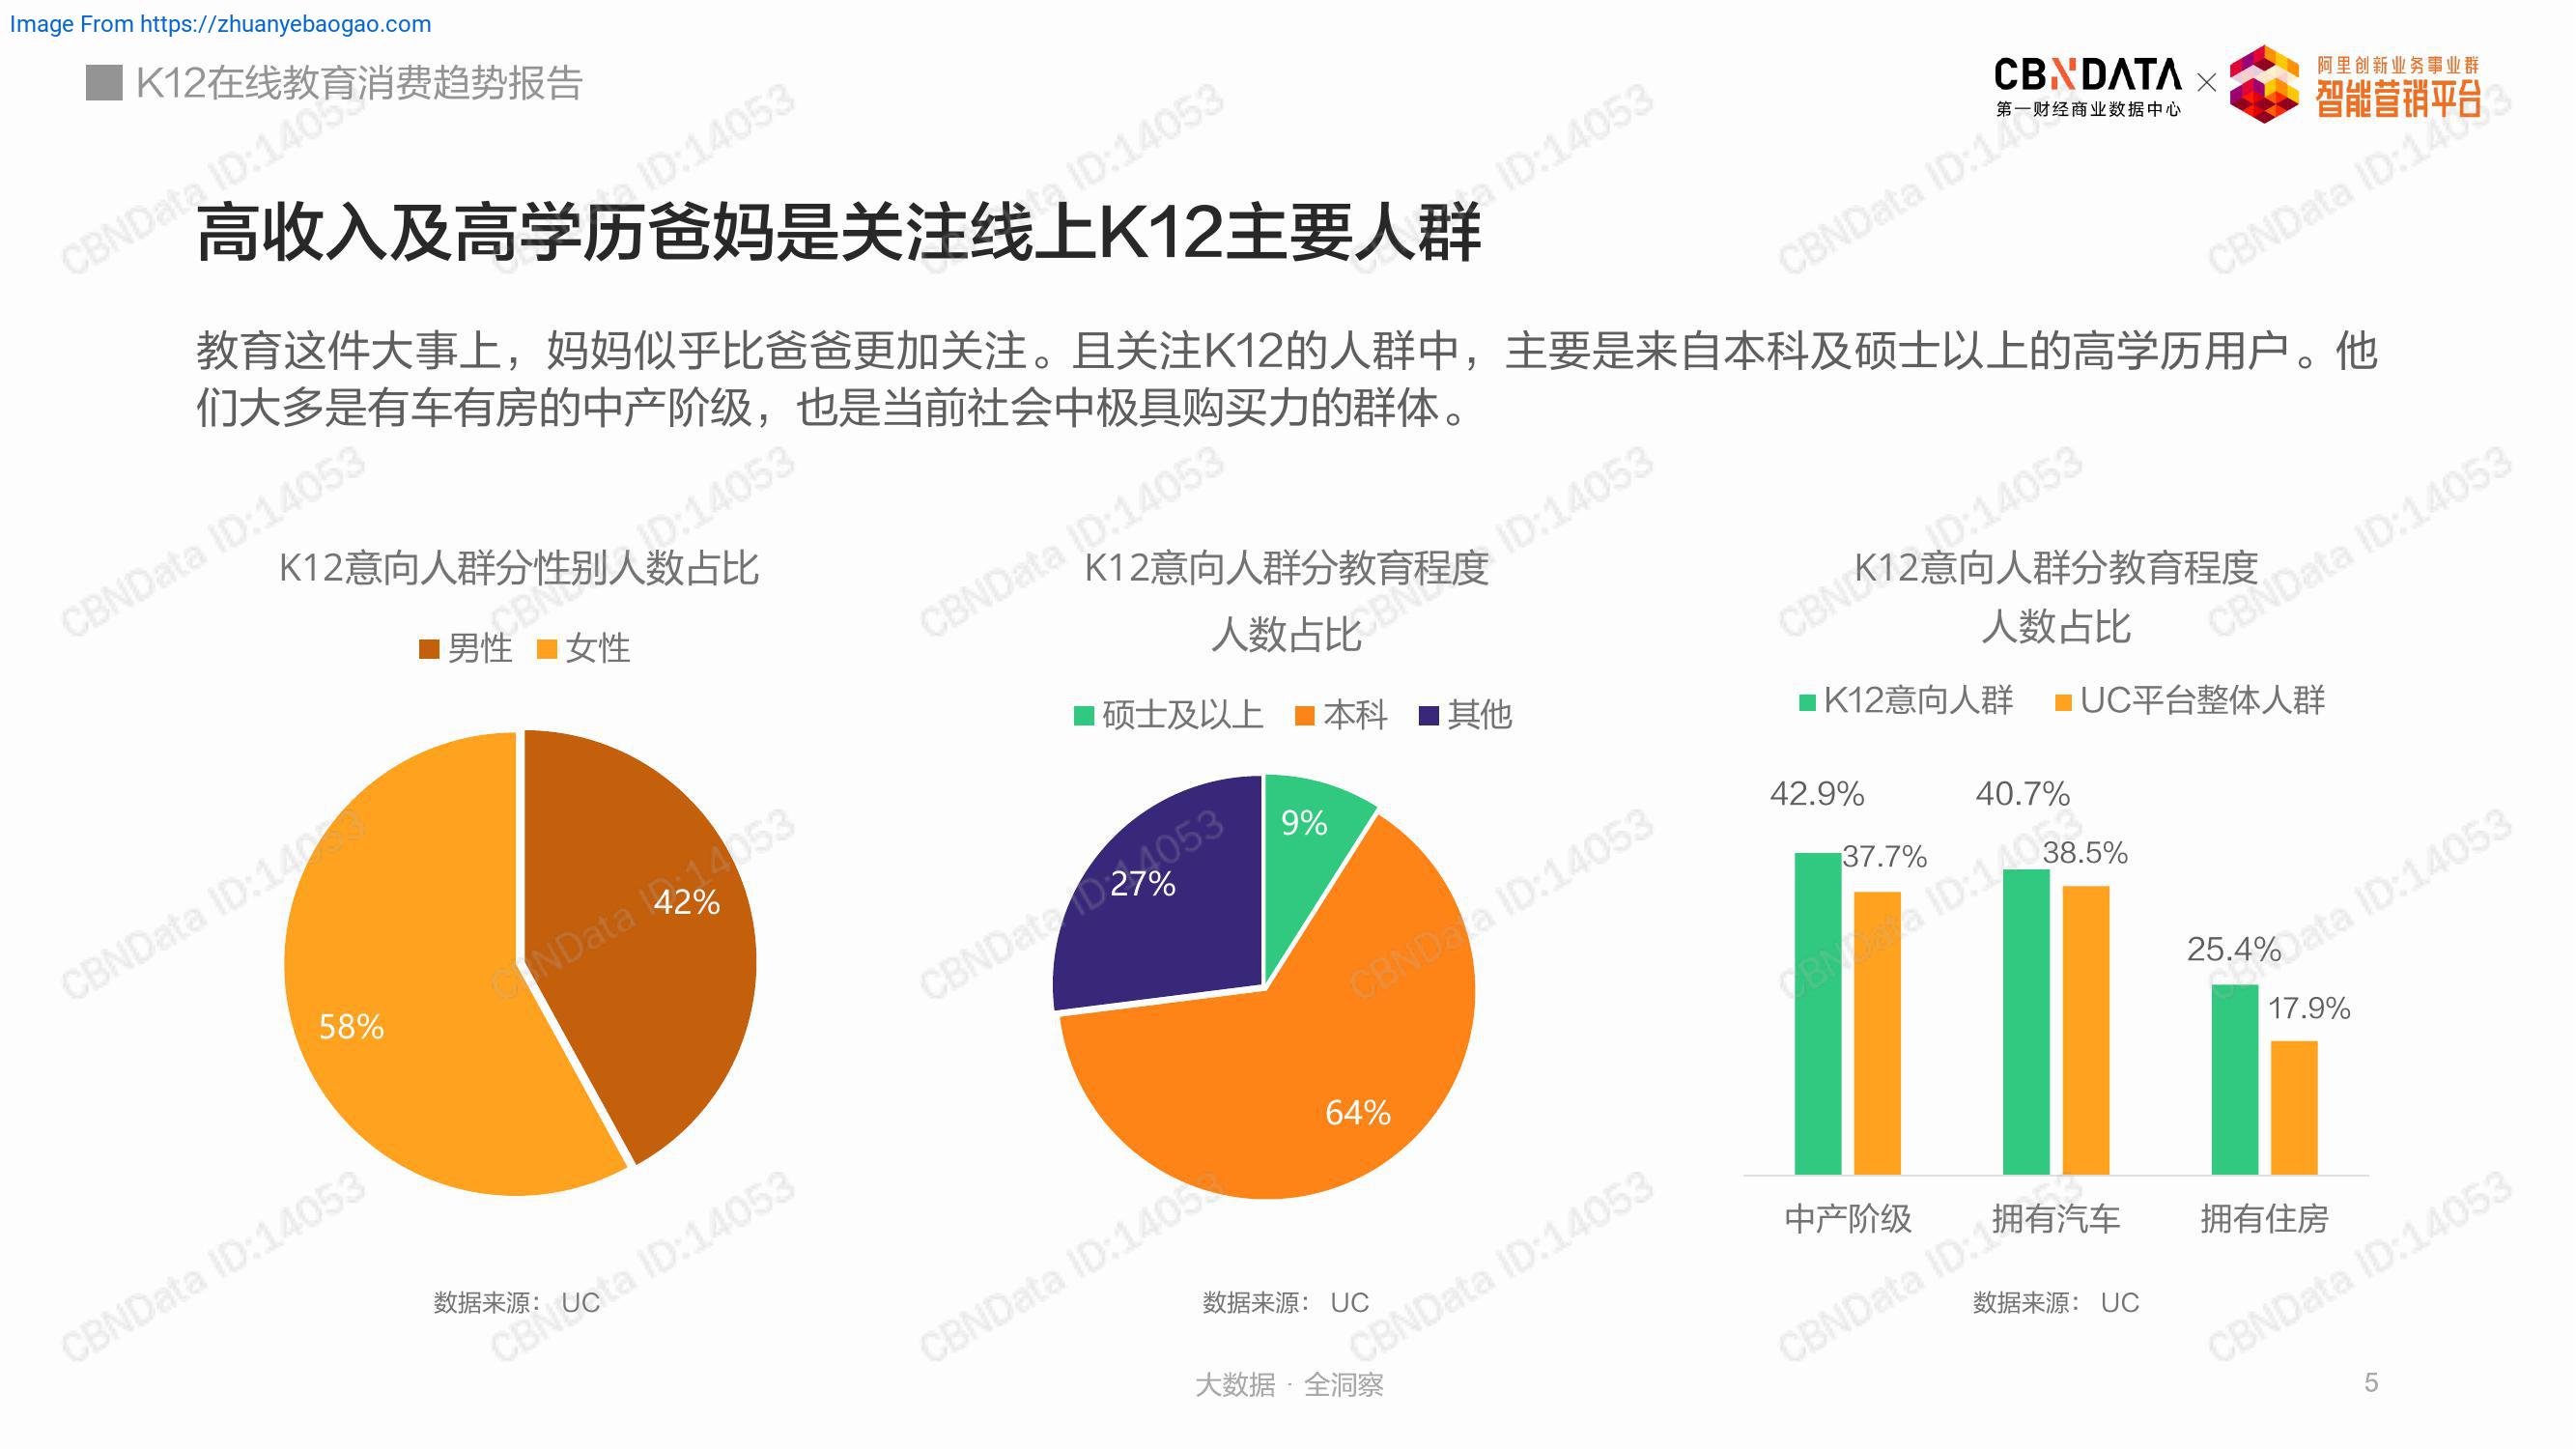 Image From https://zhuanyebaogao.com
K12在线教育消费趋势报告
CBNDATA
第一财经商业数据中心
×
阿里创新业务事业群
智能营销平台
高收入及高学历爸妈是关注线上K12主要人群
教育这件大事上，妈妈似乎比爸爸更加关注。且关注K12的人群中，主要是来自本科及硕士以上的高学历用户。他
们大多是有车有房的中产阶级，也是当前社会中极具购买力的群体。
K12意向人群分性别人数占比
男性 女性
42%
58%
数据来源： UC
K12意向人群分教育程度
人数占比
硕士及以上 本科 其他
9%
27%
64%
数据来源： UC
K12意向人群分教育程度
人数占比
K12意向人群 UC平台整体人群
42.9% 40.7%
37.7% 38.5%
25.4%
17.9%
中产阶级 拥有汽车 拥有住房
数据来源： UC
大数据 · 全洞察
5
CBNData ID:14053